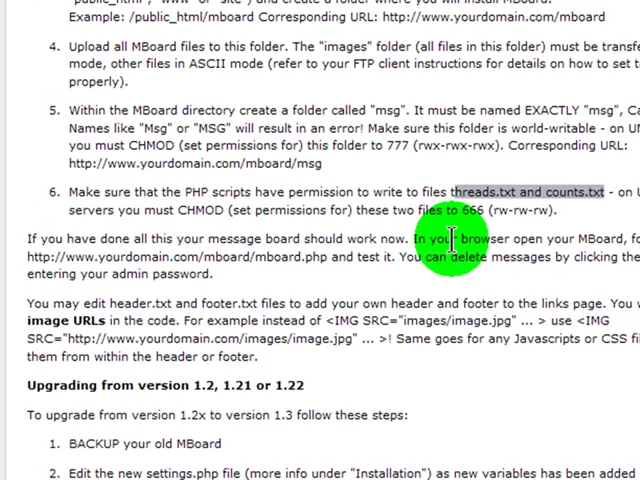 public_html", "www" or "site") and create a folder where you will install MBoard.
Example: /public_html/mboard Corresponding URL: http://www.yourdomain.com/mboard
4. Upload all MBoard files to this folder. The "images" folder (all files in this folder) must be transfe
mode, other files in ASCII mode (refer to your FTP client instructions for details on how to set t
properly).
5. Within the MBoard directory create a folder called "msg". It must be named EXACTLY "msg", Ca
Names like "Msg" or "MSG" will result in an error! Make sure this folder is world-writable - on U
you must CHMOD (set permissions for) this folder to 777 (rwx-rwx-rwx). Corresponding URL:
http://www.yourdomain.com/mboard/msg
6. Make sure that the PHP scripts have permission to write to files threads.txt and counts.txt - on U
servers you must CHMOD (set permissions for) these two files to 666 (rw-rw-rw).
If you have done all this your message board should work now. In your browser open your MBoard, fo
http://www.yourdomain.com/mboard/mboard.php and test it. You can delete messages by clicking the
entering your admin password.
You may edit header.txt and footer.txt files to add your own header and footer to the links page. You
image URLs in the code. For example instead of <IMG SRC="images/image.jpg" ... > use <IMG
SRC="http://www.yourdomain.com/images/image.jpg" ... >! Same goes for any Javascripts or CSS fi
them from within the header or footer.
Upgrading from version 1.2, 1.21 or 1.22
To upgrade from version 1.2x to version 1.3 follow these steps:
1. BACKUP your old MBoard
2. Edit the new settings.php file (more info under "Installation") as new variables has been added